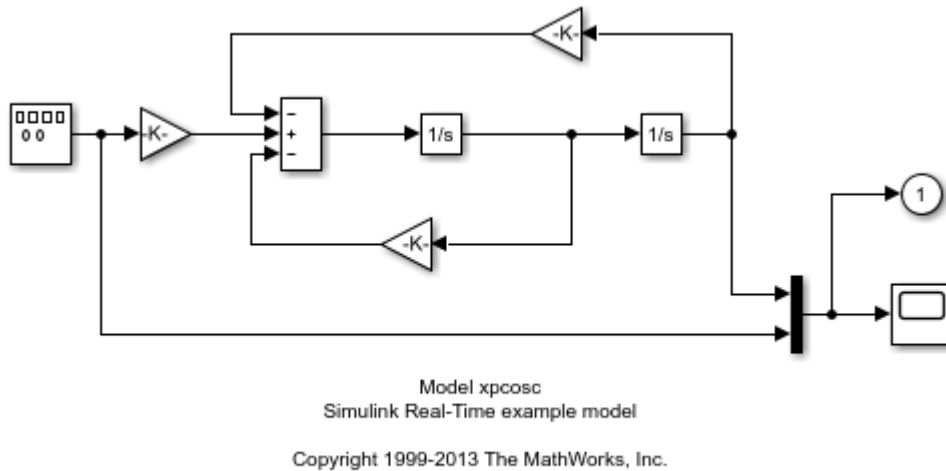 -K-
−
+
−
-K-
1/s
1/s
-K-
1
Model xpcosc
Simulink Real-Time example model
Copyright 1999-2013 The MathWorks, Inc.